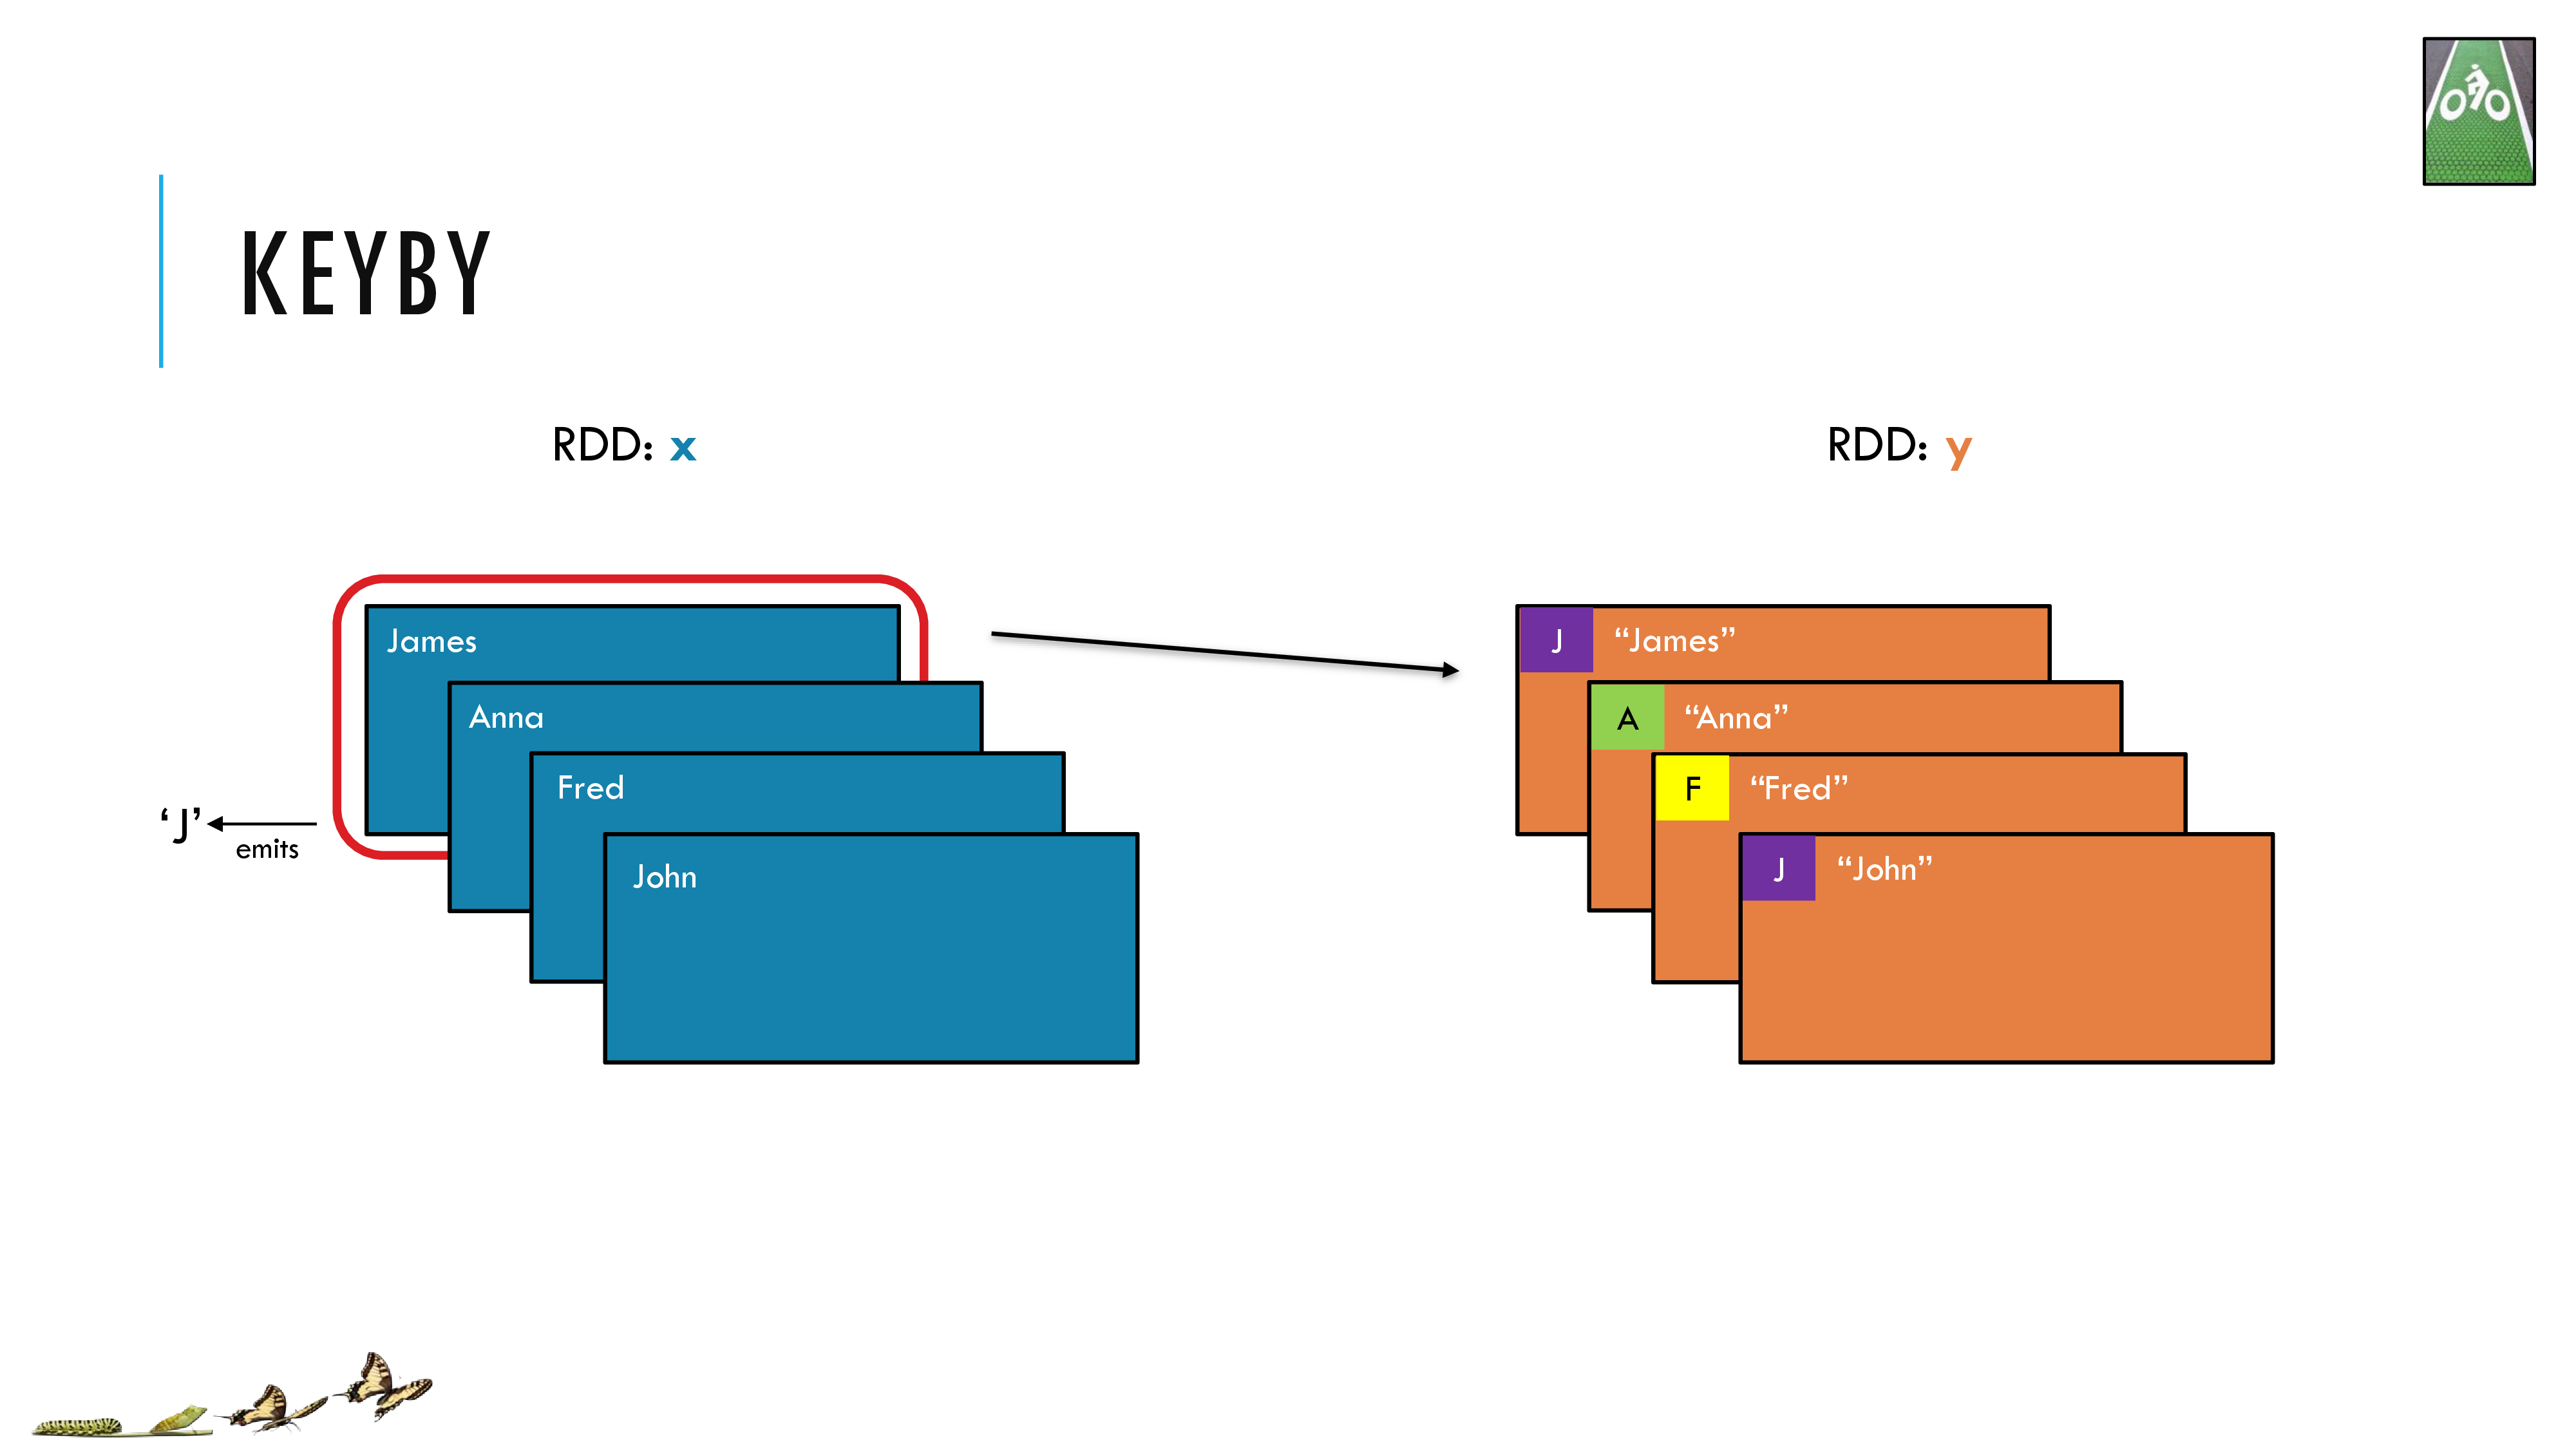 KEYBY
RDD: x
RDD: y
James
Anna
Fred
John
‘J’
emits
J “James”
A “Anna”
F “Fred”
J “John”